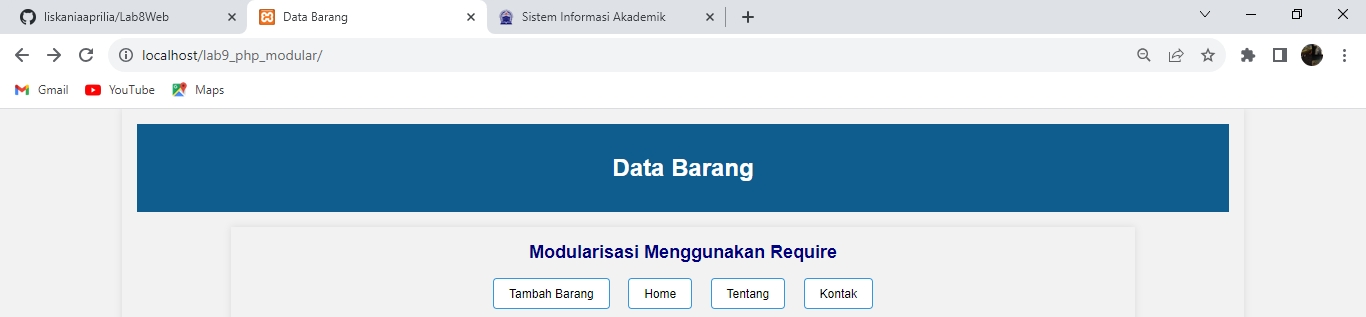 liskaniaaprilia/Lab8Web
Data Barang
Sistem Informasi Akademik
localhost/lab9_php_modular/
Gmail
YouTube
Maps
Data Barang
Modularisasi Menggunakan Require
Tambah Barang
Home
Tentang
Kontak